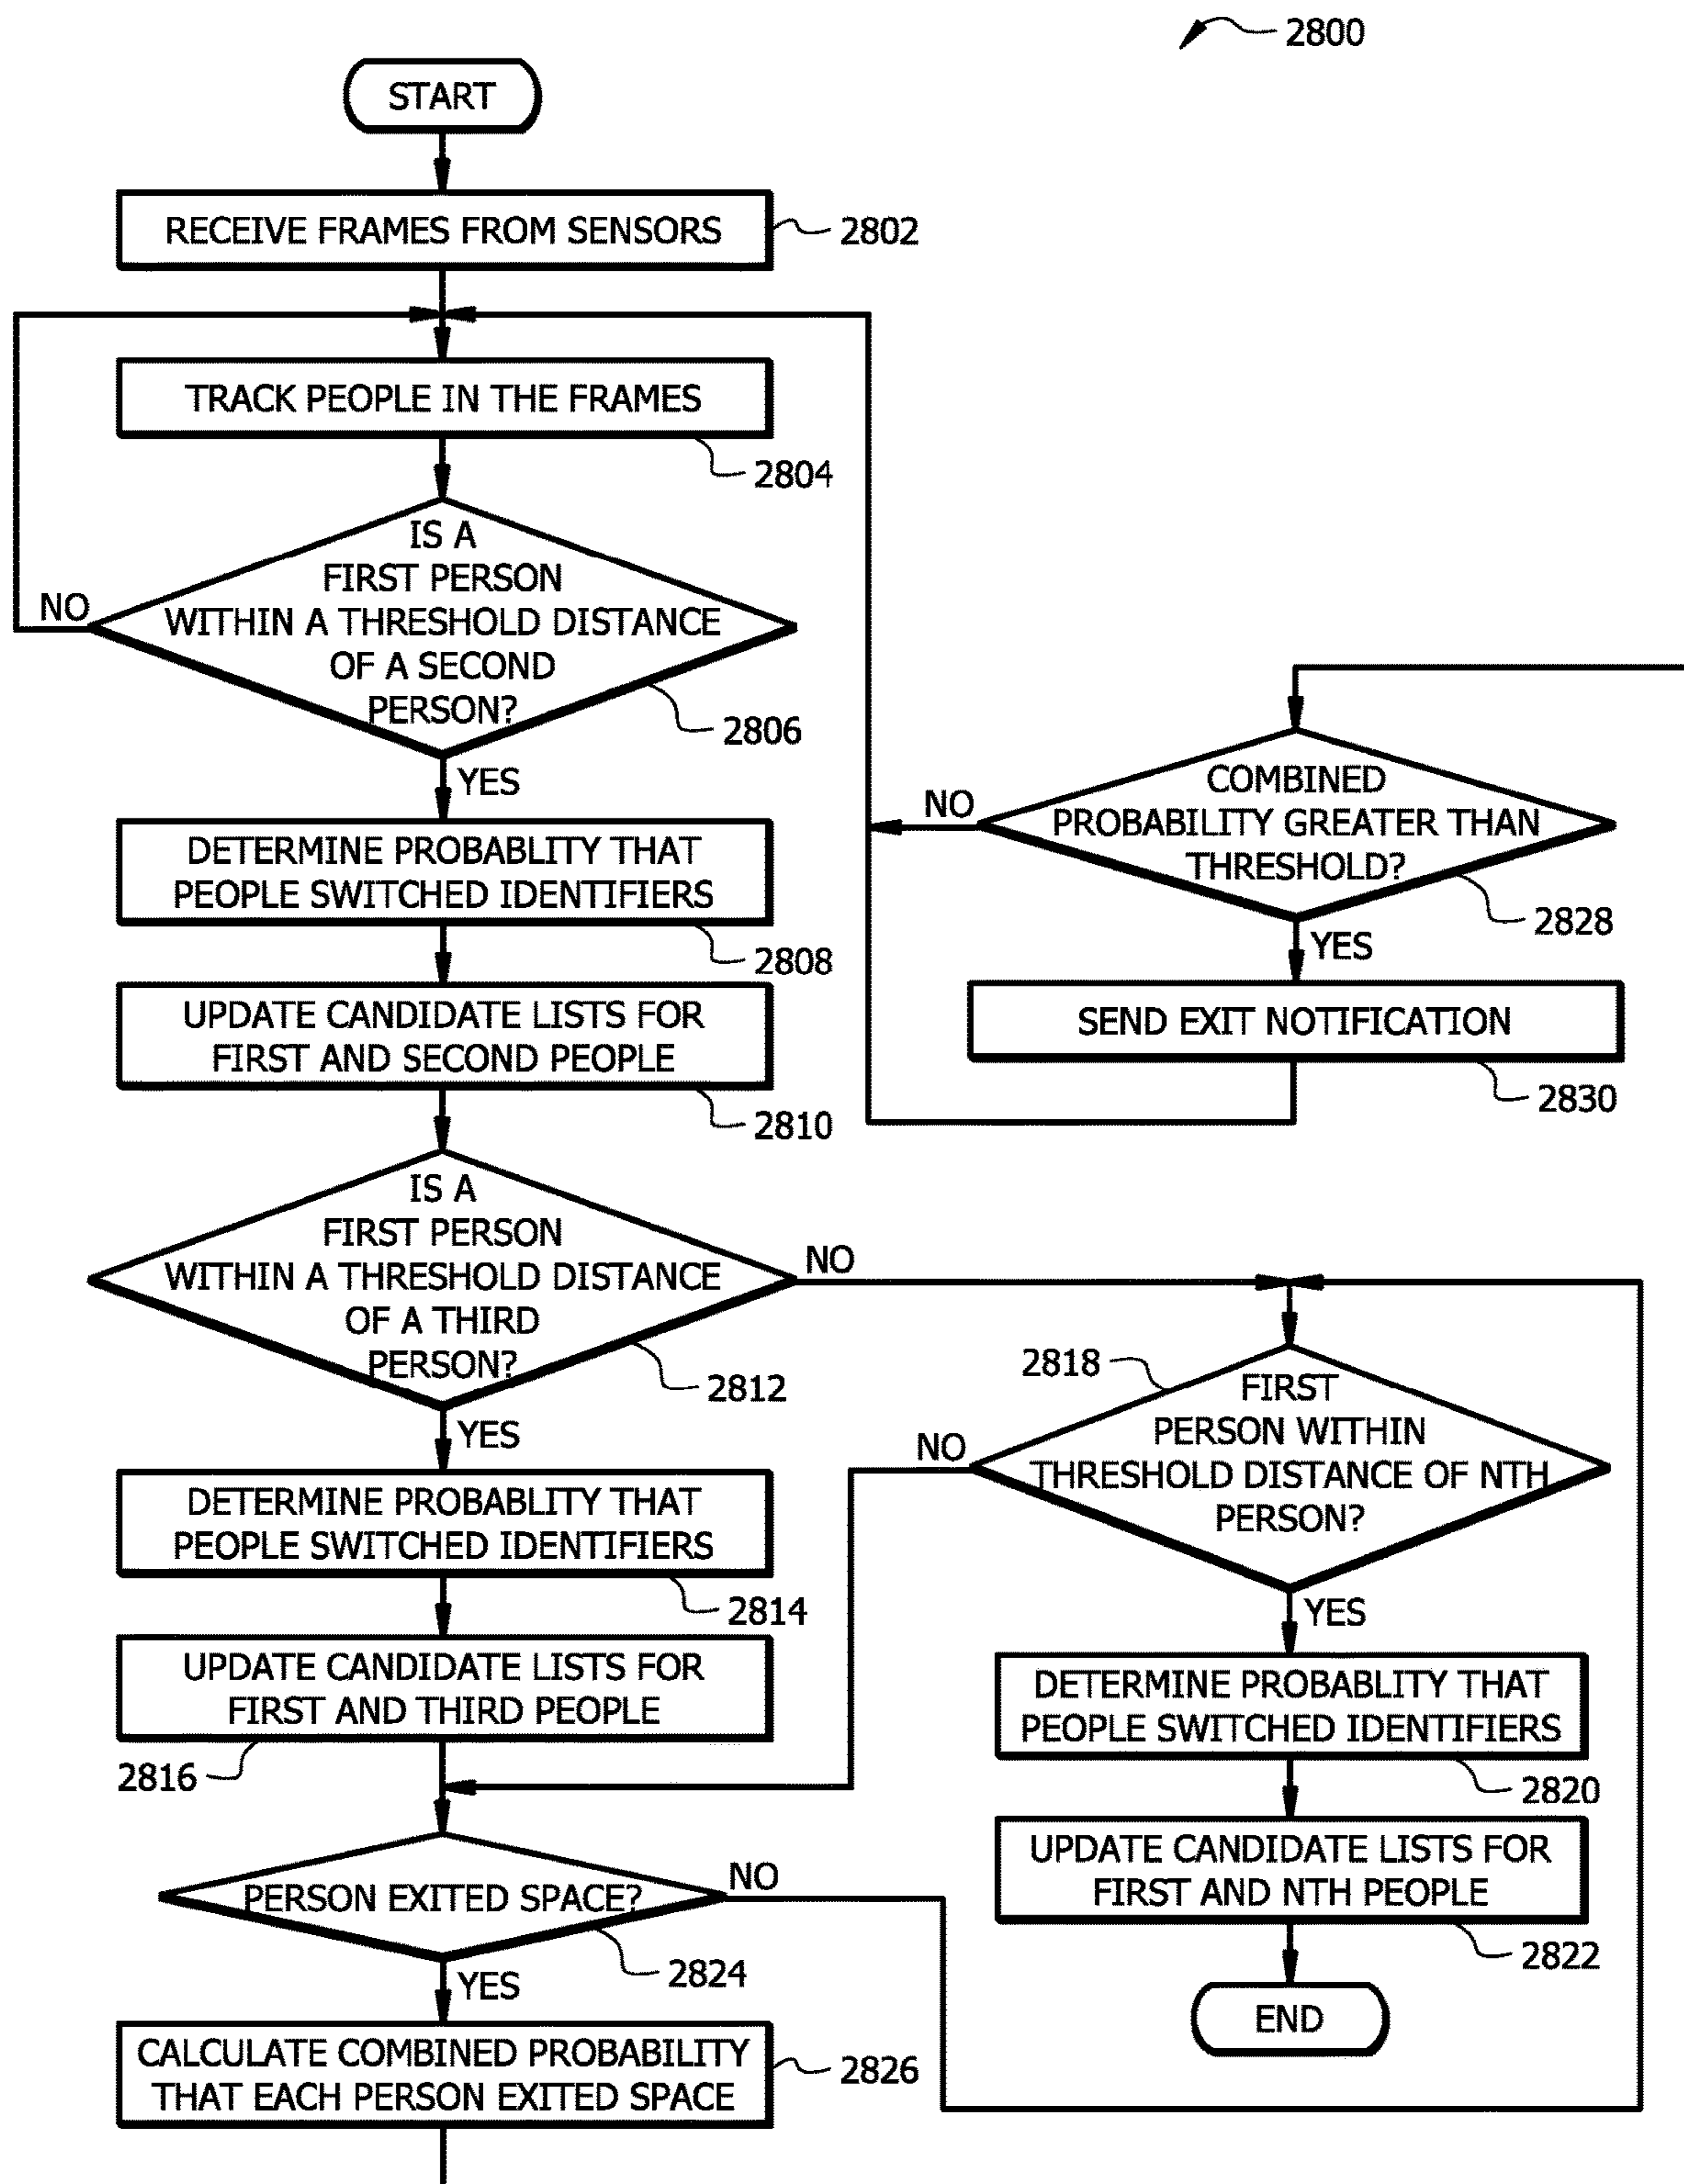 2800
START
RECEIVE FRAMES FROM SENSORS
2802
TRACK PEOPLE IN THE FRAMES
2804
IS A
FIRST PERSON
WITHIN A THRESHOLD DISTANCE
OF A SECOND
PERSON?
NO
2806
YES
DETERMINE PROBABLITY THAT
PEOPLE SWITCHED IDENTIFIERS
2808
UPDATE CANDIDATE LISTS FOR
FIRST AND SECOND PEOPLE
2810
IS A
FIRST PERSON
WITHIN A THRESHOLD DISTANCE
OF A THIRD
PERSON?
NO
2812
YES
DETERMINE PROBABLITY THAT
PEOPLE SWITCHED IDENTIFIERS
2814
UPDATE CANDIDATE LISTS FOR
FIRST AND THIRD PEOPLE
2816
2818
FIRST
PERSON WITHIN
THRESHOLD DISTANCE OF NTH
PERSON?
NO
YES
DETERMINE PROBABLITY THAT
PEOPLE SWITCHED IDENTIFIERS
2820
UPDATE CANDIDATE LISTS FOR
FIRST AND NTH PEOPLE
2822
END
PERSON EXITED SPACE?
NO
2824
YES
CALCULATE COMBINED PROBABILITY
THAT EACH PERSON EXITED SPACE
2826
COMBINED
PROBABILITY GREATER THAN
THRESHOLD?
NO
2828
YES
SEND EXIT NOTIFICATION
2830